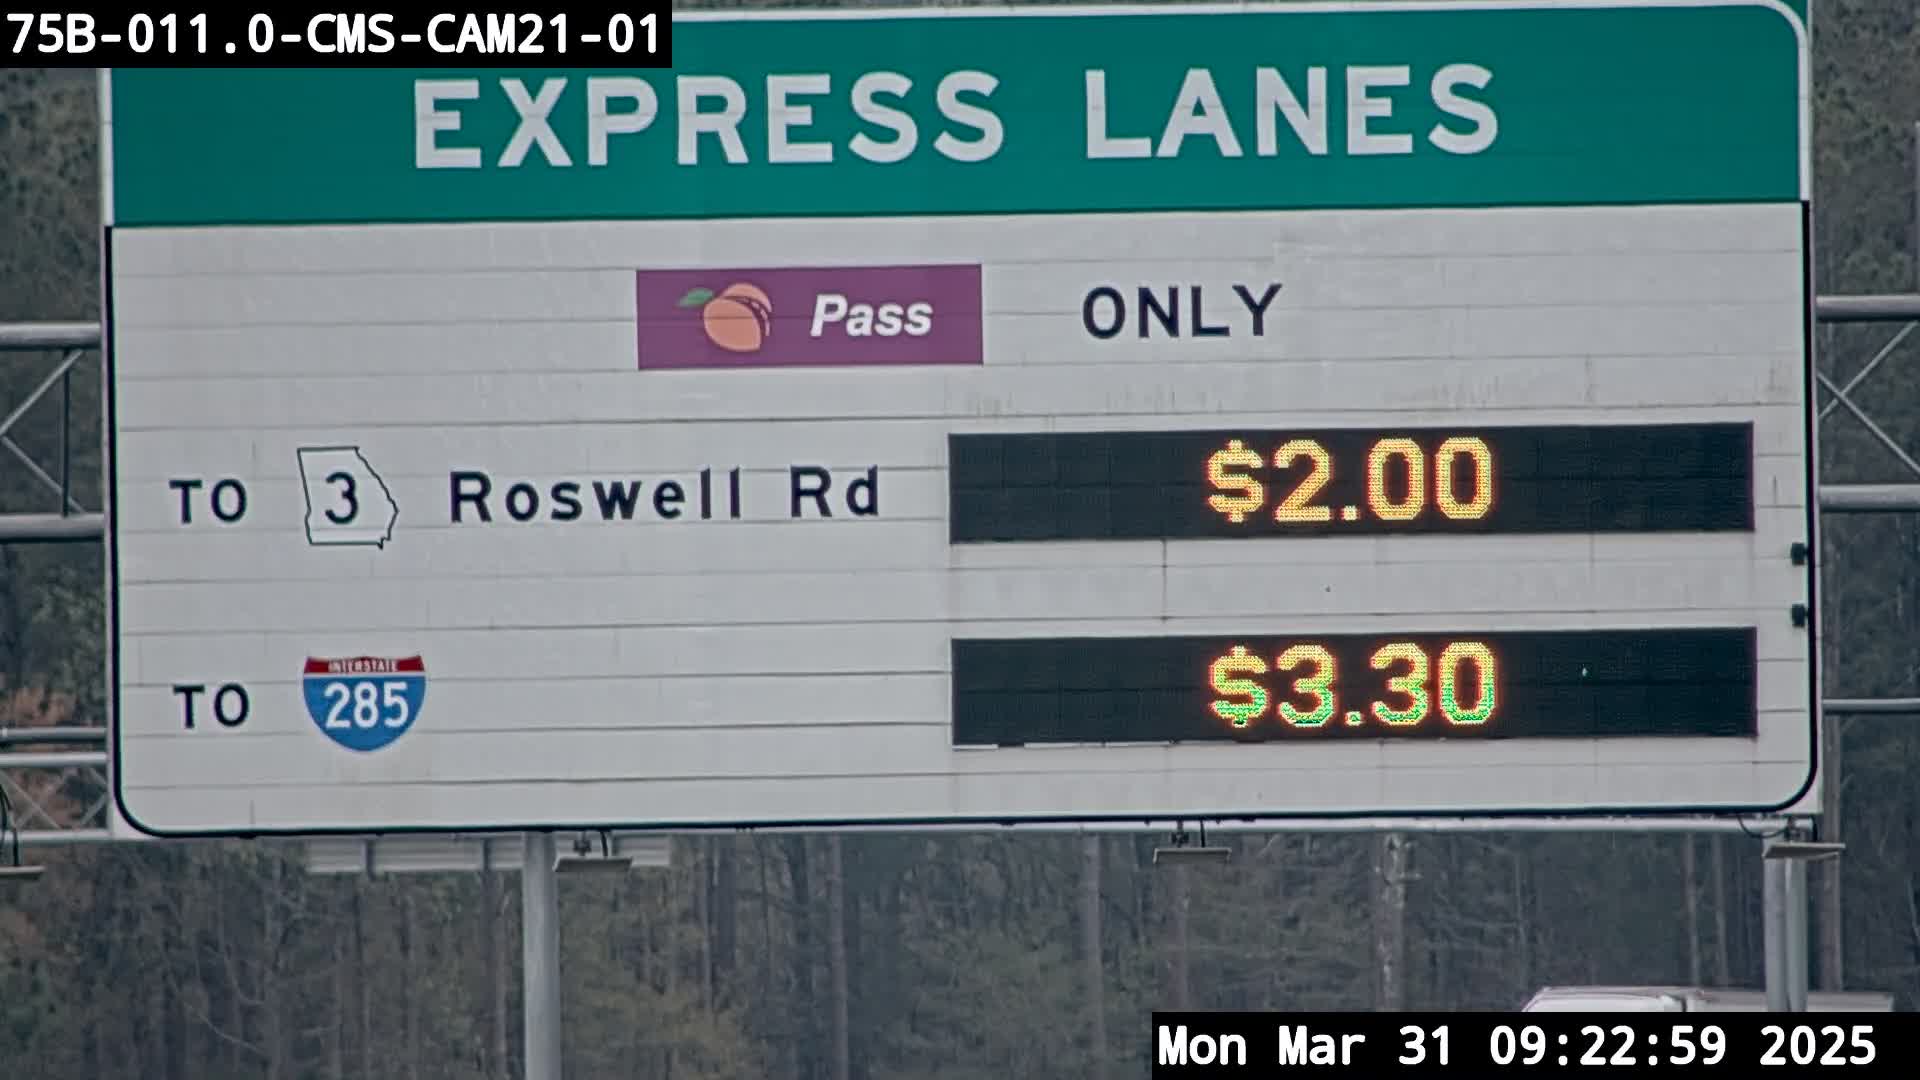 75B-011.0-CMS-CAM21-01
EXPRESS LANES
Pass ONLY
TO 3 Roswell Rd $2.00
TO INTERSTATE 285 $3.30
Mon Mar 31 09:22:59 2025